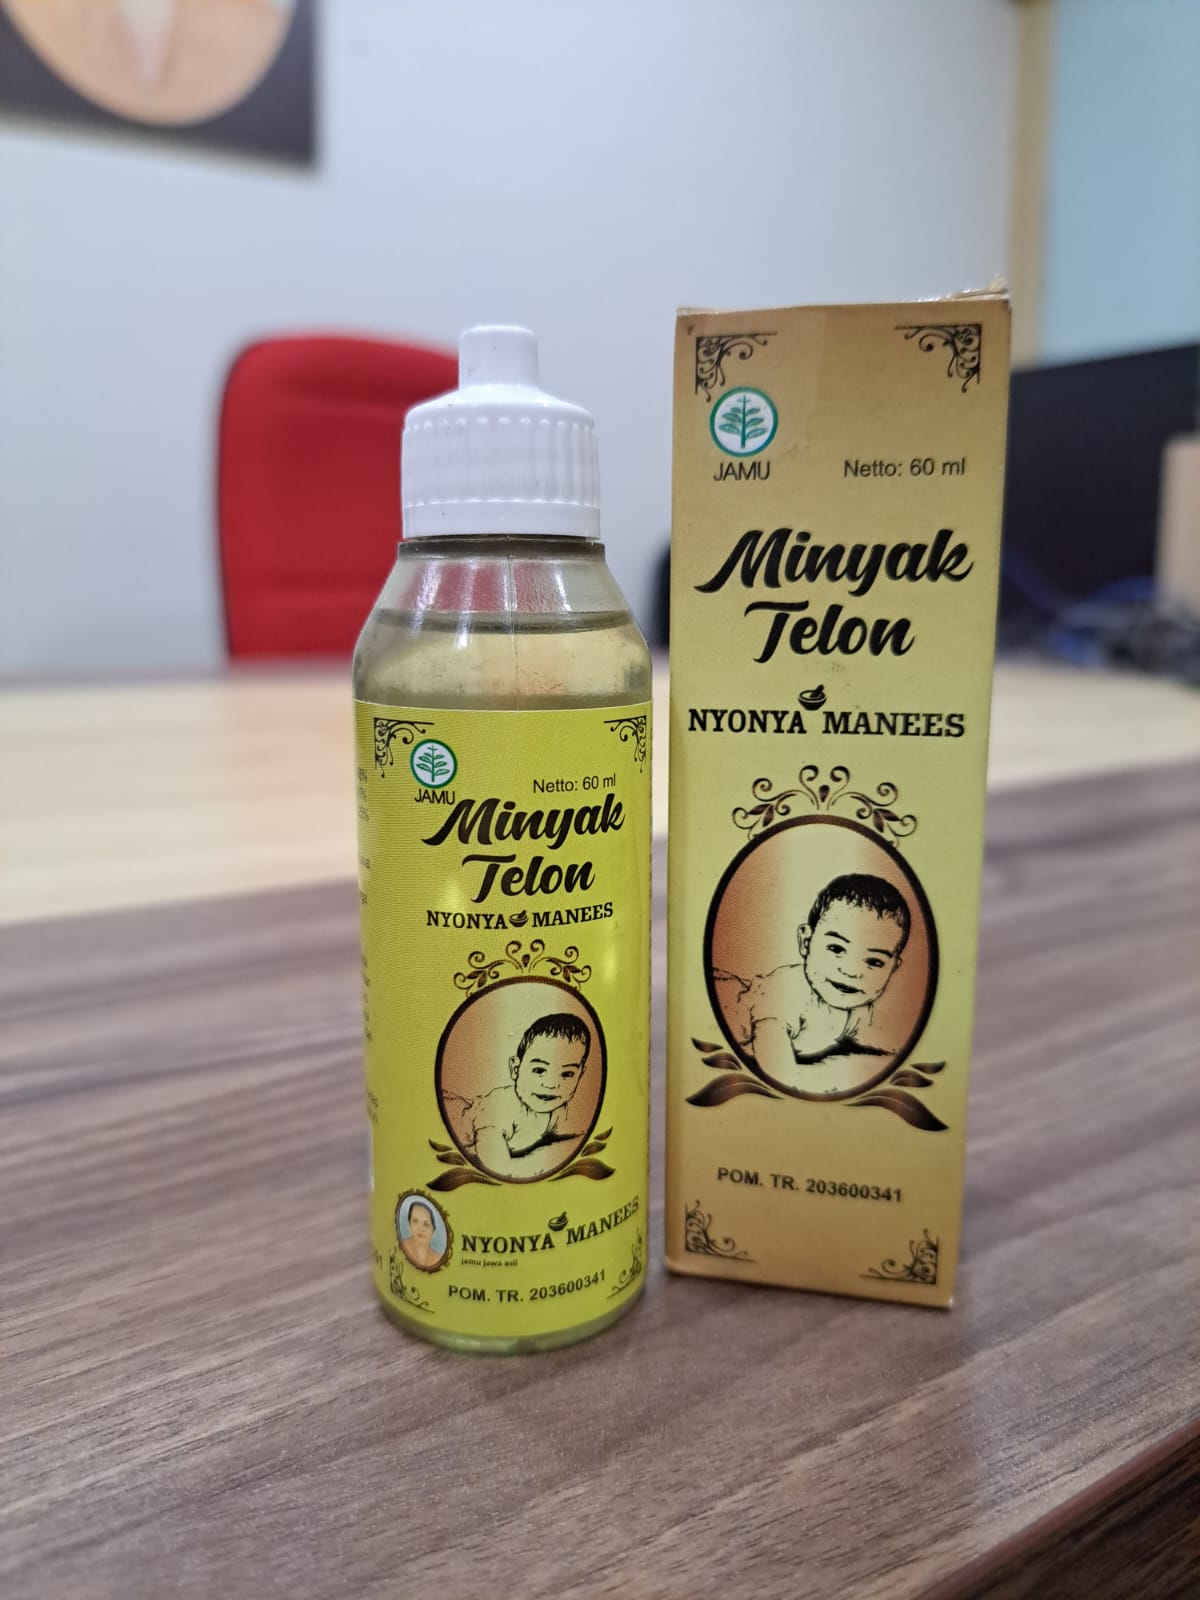 JAMU
Netto: 60 ml
Minyak
Telon
NYONYA MANEES
NYONYA MANEES
jamu jawa asli
POM. TR. 203600341
JAMU
Netto: 60 ml
Minyak
Telon
NYONYA MANEES
POM. TR. 203600341